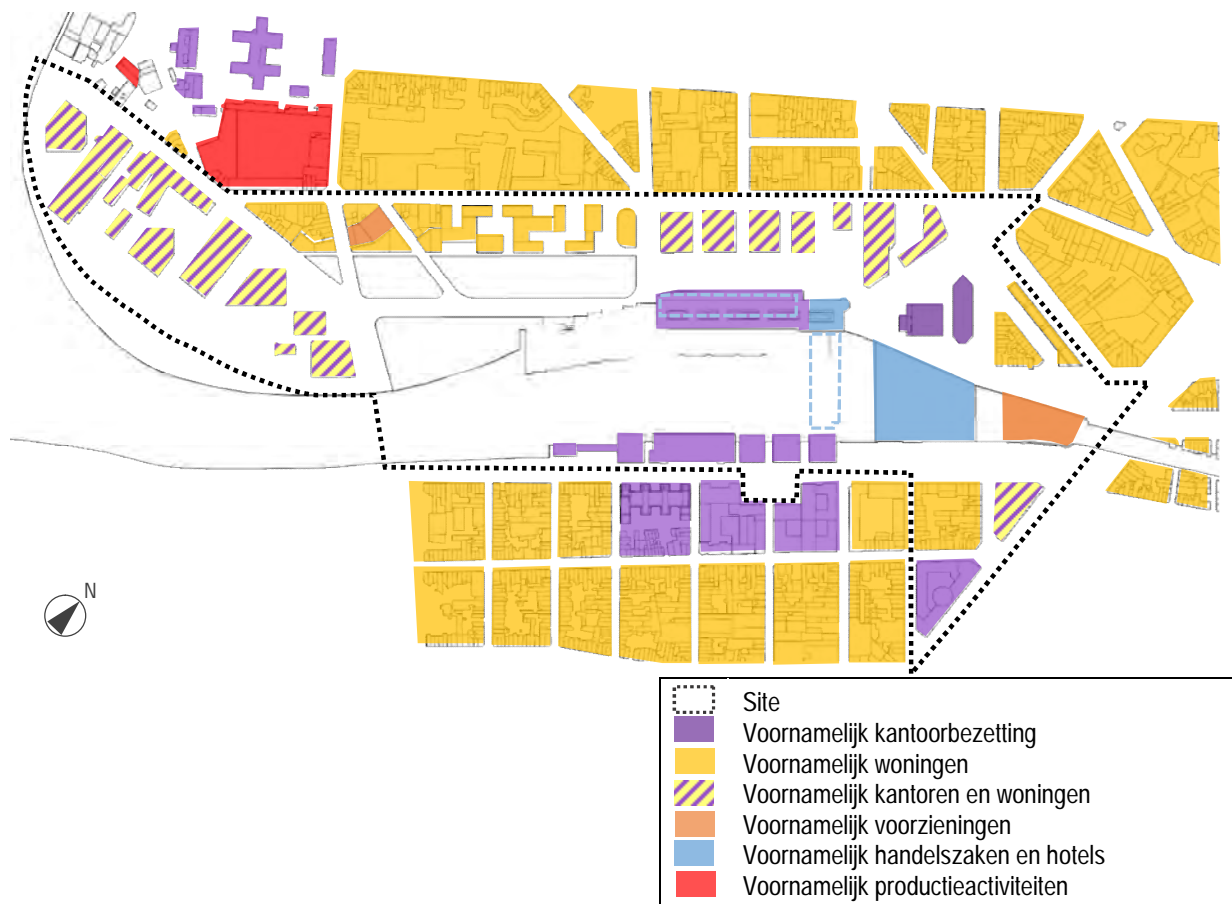 N
Site
Voornamelijk kantoorbezetting
Voornamelijk woningen
Voornamelijk kantoren en woningen
Voornamelijk voorzieningen
Voornamelijk handelszaken en hotels
Voornamelijk productieactiviteiten